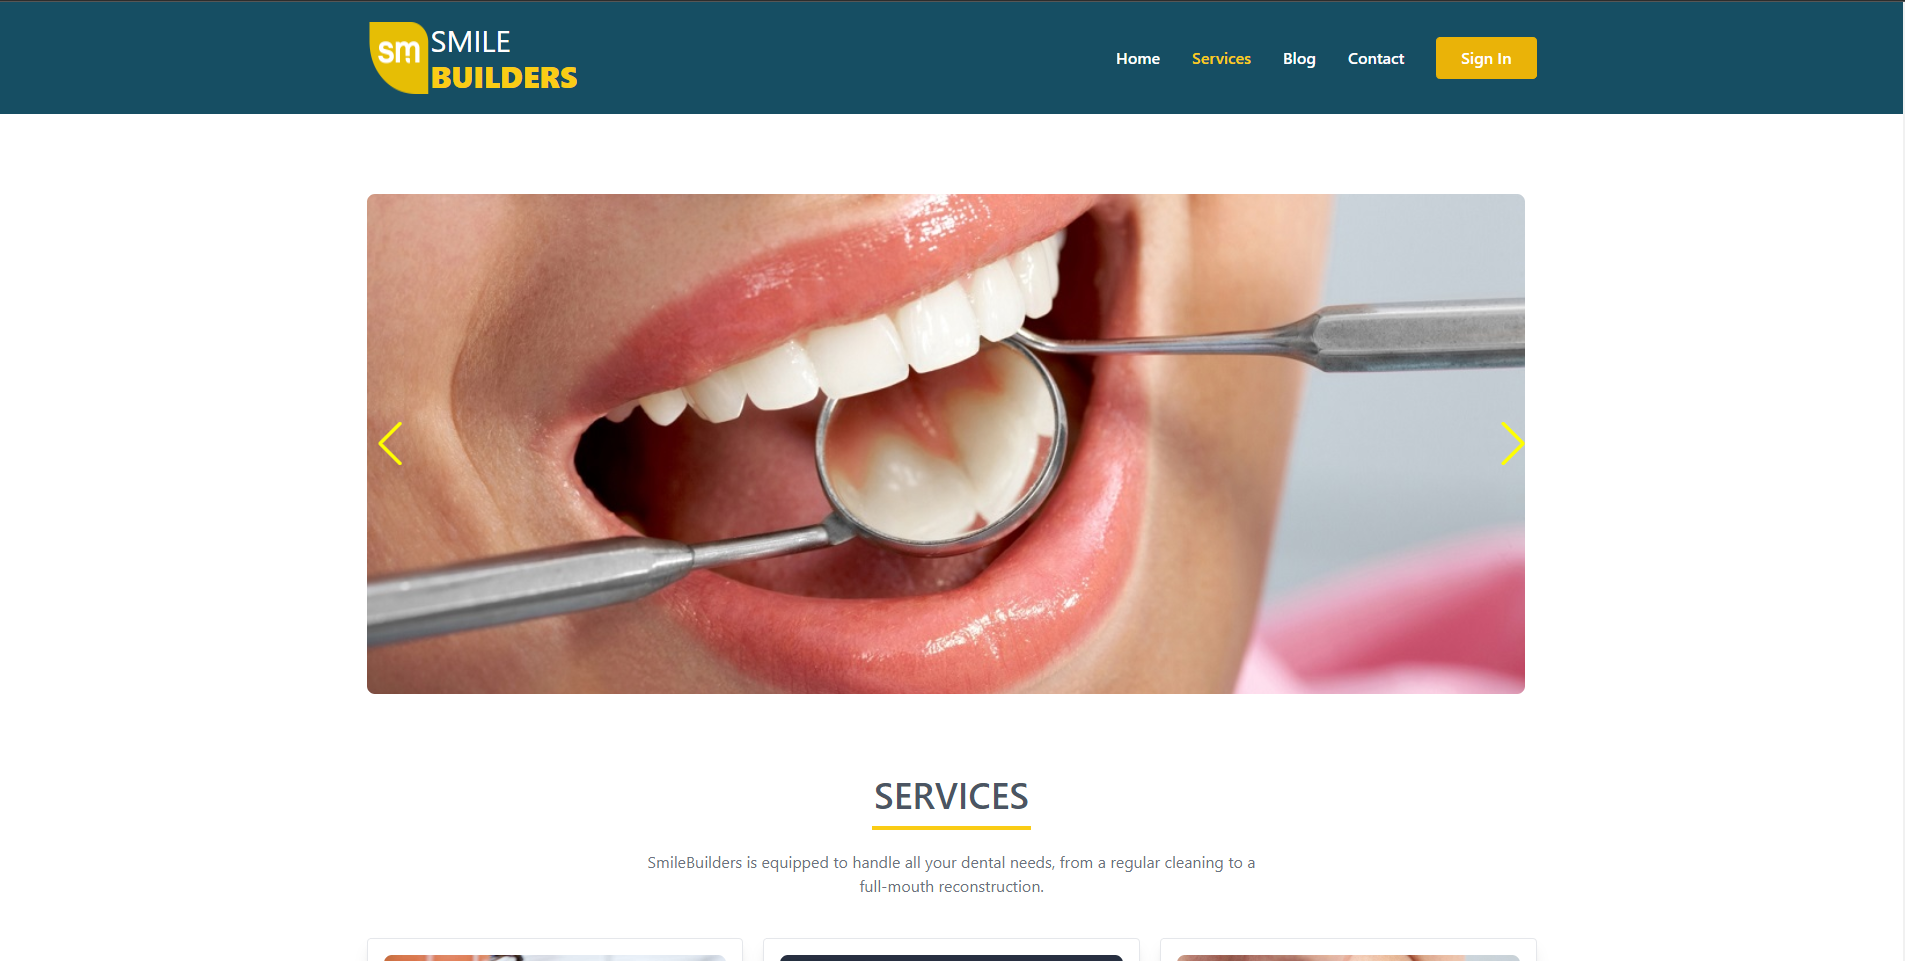 sm
SMILE
BUILDERS
Home Services Blog Contact Sign In
SERVICES
SmileBuilders is equipped to handle all your dental needs, from a regular cleaning to a
full-mouth reconstruction.